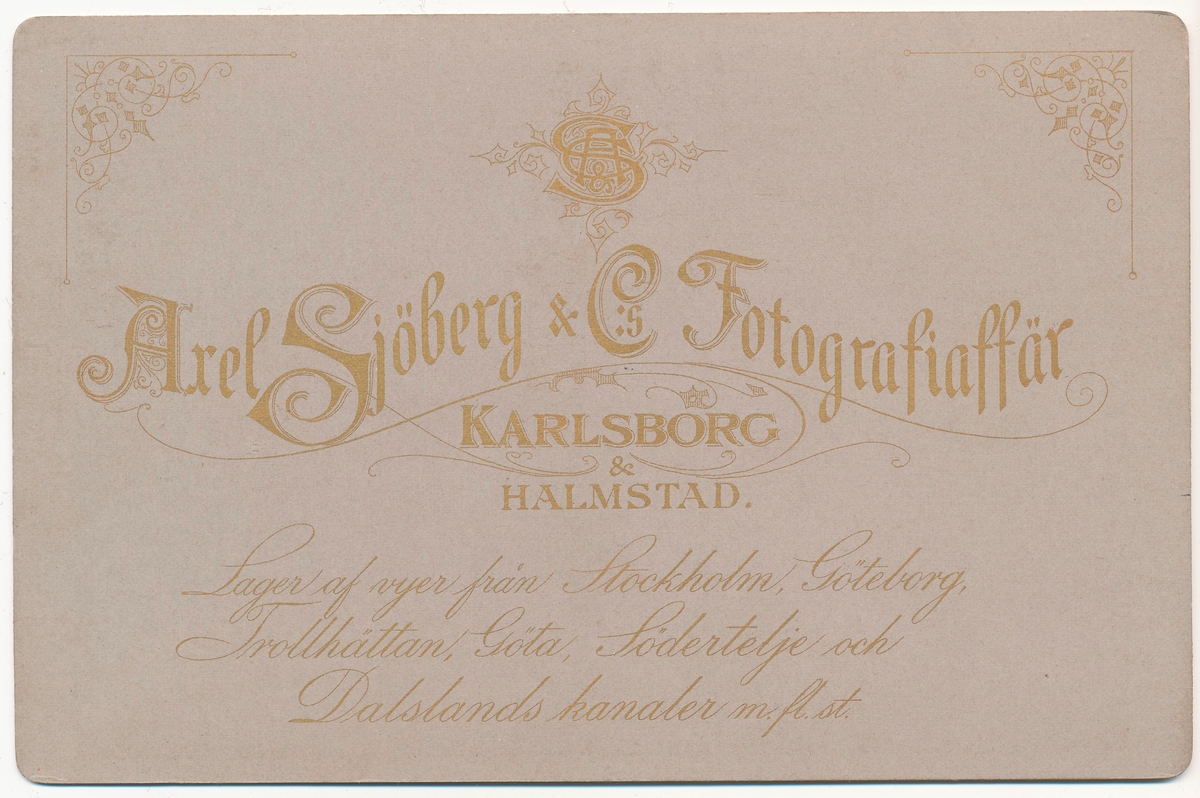 Axel Sjöberg & C:s Fotografiaffär
KARLSBORG
&
HALMSTAD.
Lager af vyer från Stockholm, Göteborg,
Trollhättan, Göta, Södertelje och
Dalslands kanaler m. fl. st.